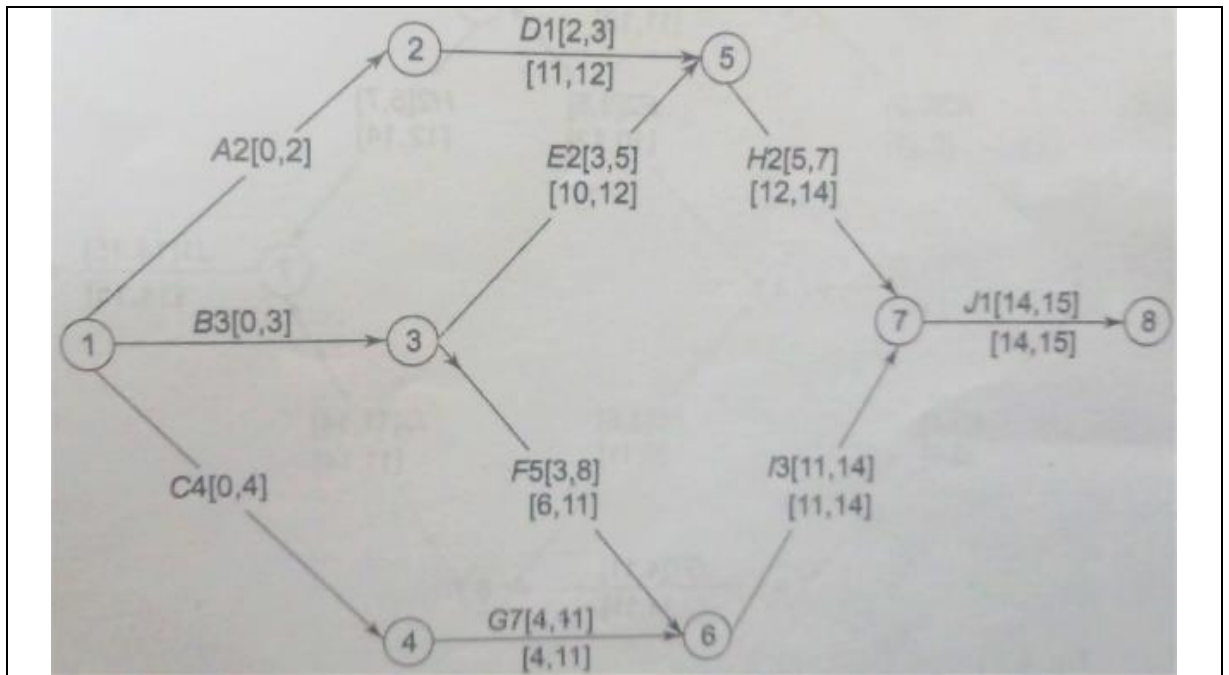 2
D1[2,3]
[11,12]
5
A2[0,2]
E2[3,5]
[10,12]
H2[5,7]
[12,14]
1
B3[0,3]
3
7
J1[14,15]
[14,15]
8
C4[0,4]
F5[3,8]
[6,11]
I3[11,14]
[11,14]
4
G7[4,11]
[4,11]
6